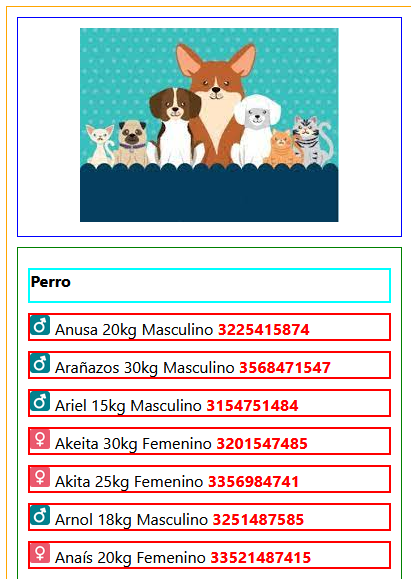 Perro
Anusa 20kg Masculino 3225415874
Arañazos 30kg Masculino 3568471547
Ariel 15kg Masculino 3154751484
Akeita 30kg Femenino 3201547485
Akita 25kg Femenino 3356984741
Arnol 18kg Masculino 3251487585
Anaís 20kg Femenino 33521487415